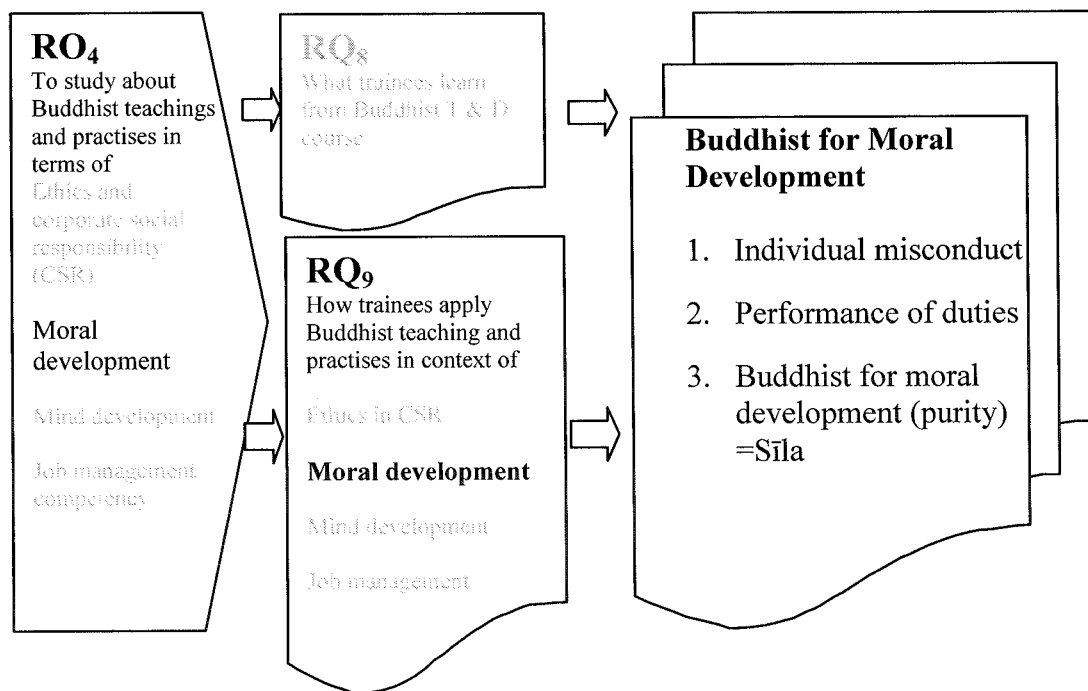 RO4
To study about
Buddhist teachings
and practises in
terms of
Ethics and
corporate social
responsibility
(CSR)
Moral
development
Mind development
Job management
competency
RQ8
What trainees learn
from Buddhist T & D
course
RQ9
How trainees apply
Buddhist teaching and
practises in context of
Ethics in CSR
Moral development
Mind development
Job management
Buddhist for Moral
Development
1. Individual misconduct
2. Performance of duties
3. Buddhist for moral
development (purity)
=Sīla